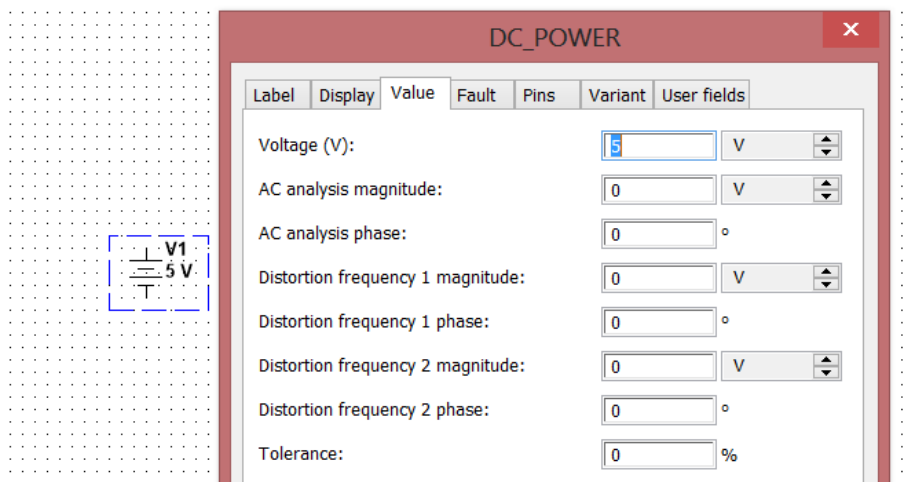 DC_POWER
x
Label Display Value Fault Pins Variant User fields
Voltage (V): 5 V
AC analysis magnitude: 0 V
AC analysis phase: 0 °
V1
5 V
Distortion frequency 1 magnitude: 0 V
Distortion frequency 1 phase: 0 °
Distortion frequency 2 magnitude: 0 V
Distortion frequency 2 phase: 0 °
Tolerance: 0 %